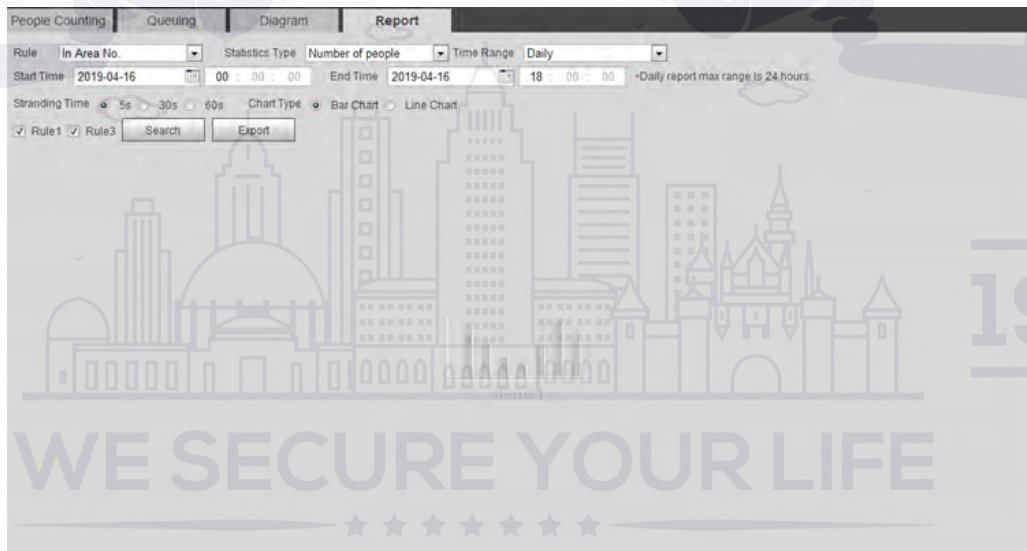 People Counting Queuing Diagram Report
Rule In Area No. Statistics Type Number of people Time Range Daily
Start Time 2019-04-16 00 : 00 : 00 End Time 2019-04-16 18 : 00 : 00 *Daily report max range is 24 hours.
Stranding Time 5s 30s 60s Chart Type Bar Chart Line Chart
Rule1 Rule3 Search Export
WE SECURE YOUR LIFE